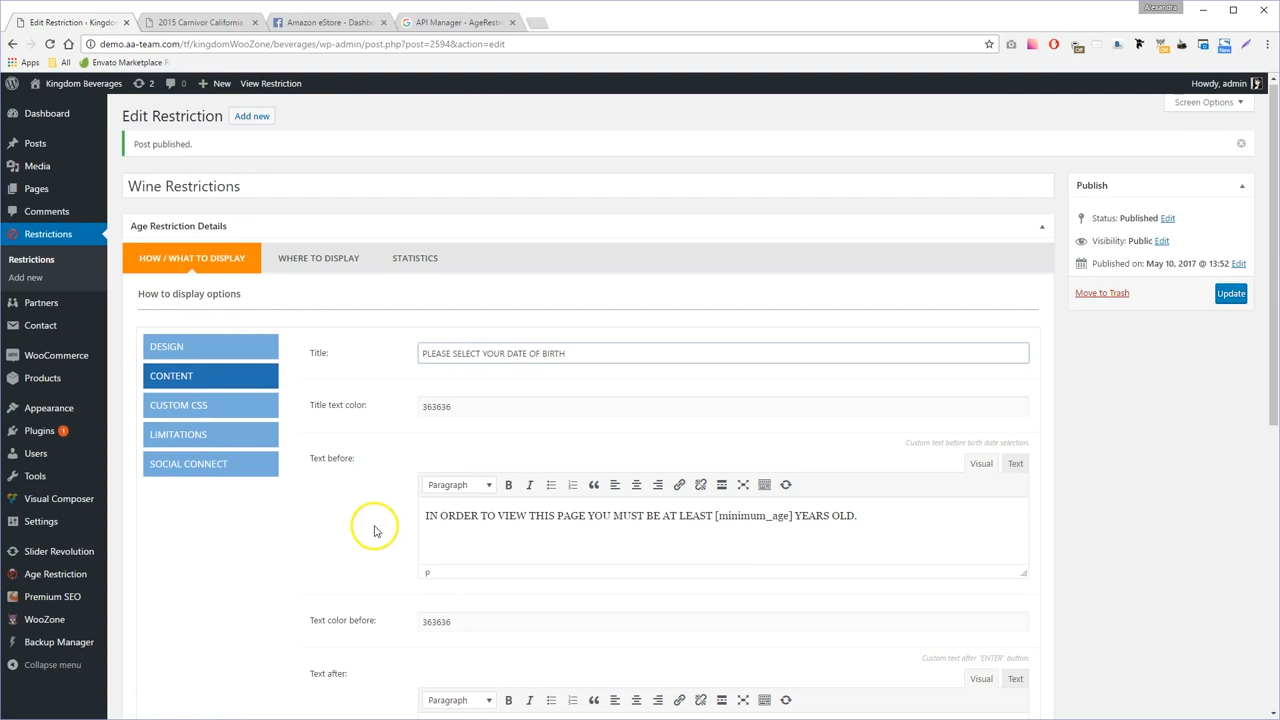 Alexandra
Edit Restriction ‹ Kingdo
2015 Carnivor California
Amazon eStore - Dashbo
API Manager - AgeRestri
demo.aa-team.com/tf/kingdomWooZone/beverages/wp-admin/post.php?post=2594&action=edit
Apps
All
Envato Marketplace F
Kingdom Beverages
2
0
New
View Restriction
Howdy, admin
Dashboard
Posts
Media
Pages
Comments
Restrictions
Restrictions
Add new
Partners
Contact
WooCommerce
Products
Appearance
Plugins 1
Users
Tools
Visual Composer
Settings
Slider Revolution
Age Restriction
Premium SEO
WooZone
Backup Manager
Collapse menu
Edit Restriction
Add new
Screen Options
Post published.
Wine Restrictions
Age Restriction Details
HOW / WHAT TO DISPLAY
WHERE TO DISPLAY
STATISTICS
How to display options
DESIGN
CONTENT
CUSTOM CSS
LIMITATIONS
SOCIAL CONNECT
Title:
PLEASE SELECT YOUR DATE OF BIRTH
Title text color:
363636
Custom text before birth date selection.
Text before:
Visual
Text
Paragraph
IN ORDER TO VIEW THIS PAGE YOU MUST BE AT LEAST [minimum_age] YEARS OLD.
p
Text color before:
363636
Custom text after "ENTER" button.
Text after:
Visual
Text
Paragraph
Publish
Status: Published Edit
Visibility: Public Edit
Published on: May 10, 2017 @ 13:52 Edit
Move to Trash
Update